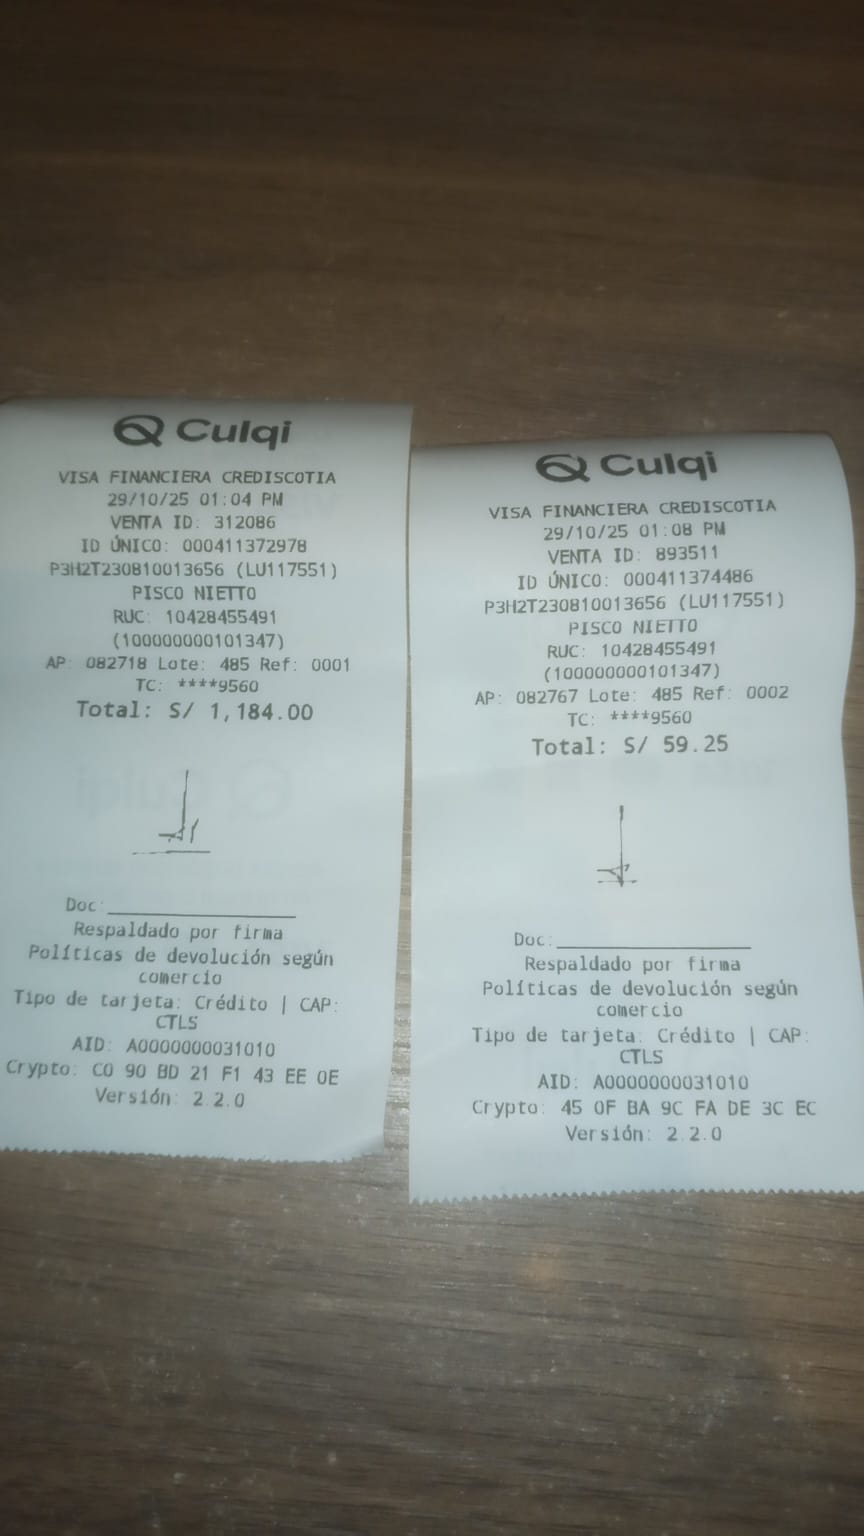 Culqi
VISA FINANCIERA CREDISCOTIA
29/10/25 01:04 PM
VENTA ID: 312086
ID ÚNICO: 000411372978
P3H2T230810013656 (LU117551)
PISCO NIETTO
RUC: 10428455491
(100000000101347)
AP: 082718 Lote: 485 Ref: 0001
TC: ****9560
Total: S/ 1,184.00
Doc:
Respaldado por firma
Políticas de devolución según
comercio
Tipo de tarjeta: Crédito | CAP:
CTLS
AID: A0000000031010
Crypto: C0 90 BD 21 F1 43 EE 0E
Versión: 2.2.0
Culqi
VISA FINANCIERA CREDISCOTIA
29/10/25 01:08 PM
VENTA ID: 893511
ID ÚNICO: 000411374486
P3H2T230810013656 (LU117551)
PISCO NIETTO
RUC: 10428455491
(100000000101347)
AP: 082767 Lote: 485 Ref: 0002
TC: ****9560
Total: S/ 59.25
Doc:
Respaldado por firma
Políticas de devolución según
comercio
Tipo de tarjeta: Crédito | CAP:
CTLS
AID: A0000000031010
Crypto: 45 0F BA 9C FA DE 3C EC
Versión: 2.2.0